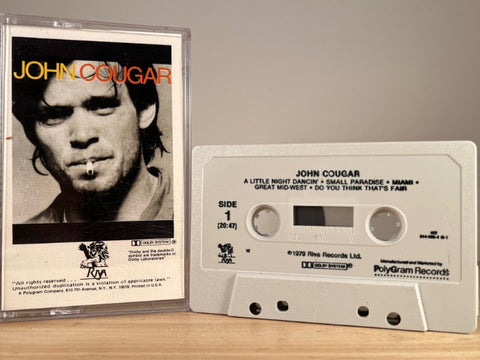 JOHN COUGAR
DOLBY SYSTEM
"Dolby and the double-D
symbol are trademarks of
Dolby Laboratories"
Riva
"All rights reserved . . .
Unauthorized duplication is a violation of applicable laws."
A Polygram Company, 810 7th Avenue, N.Y., N.Y. 10019. Printed in U.S.A.
JOHN COUGAR
A LITTLE NIGHT DANCIN' • SMALL PARADISE • MIAMI •
GREAT MID-WEST • DO YOU THINK THAT'S FAIR
SIDE
1
[20:47]
© 1979 Riva Records Ltd.
DOLBY SYSTEM
Manufactured and Marketed by
PolyGram Records